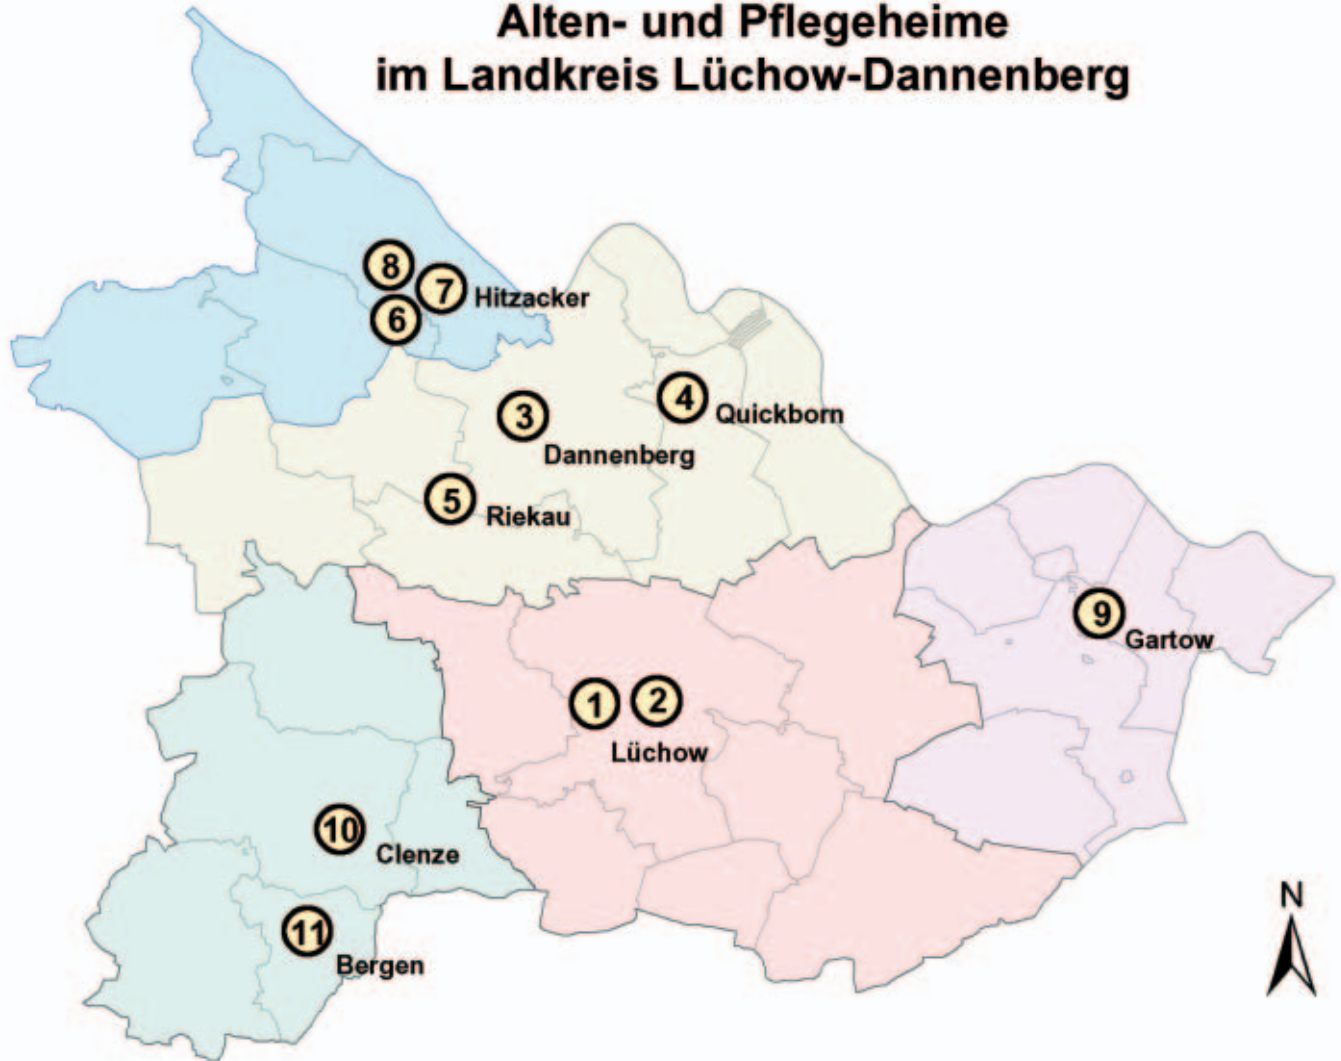 Alten- und Pflegeheime
im Landkreis Lüchow-Dannenberg
8
7
Hitzacker
6
3
Dannenberg
4
Quickborn
5
Riekau
9
Gartow
1
2
Lüchow
10
Clenze
11
Bergen
N